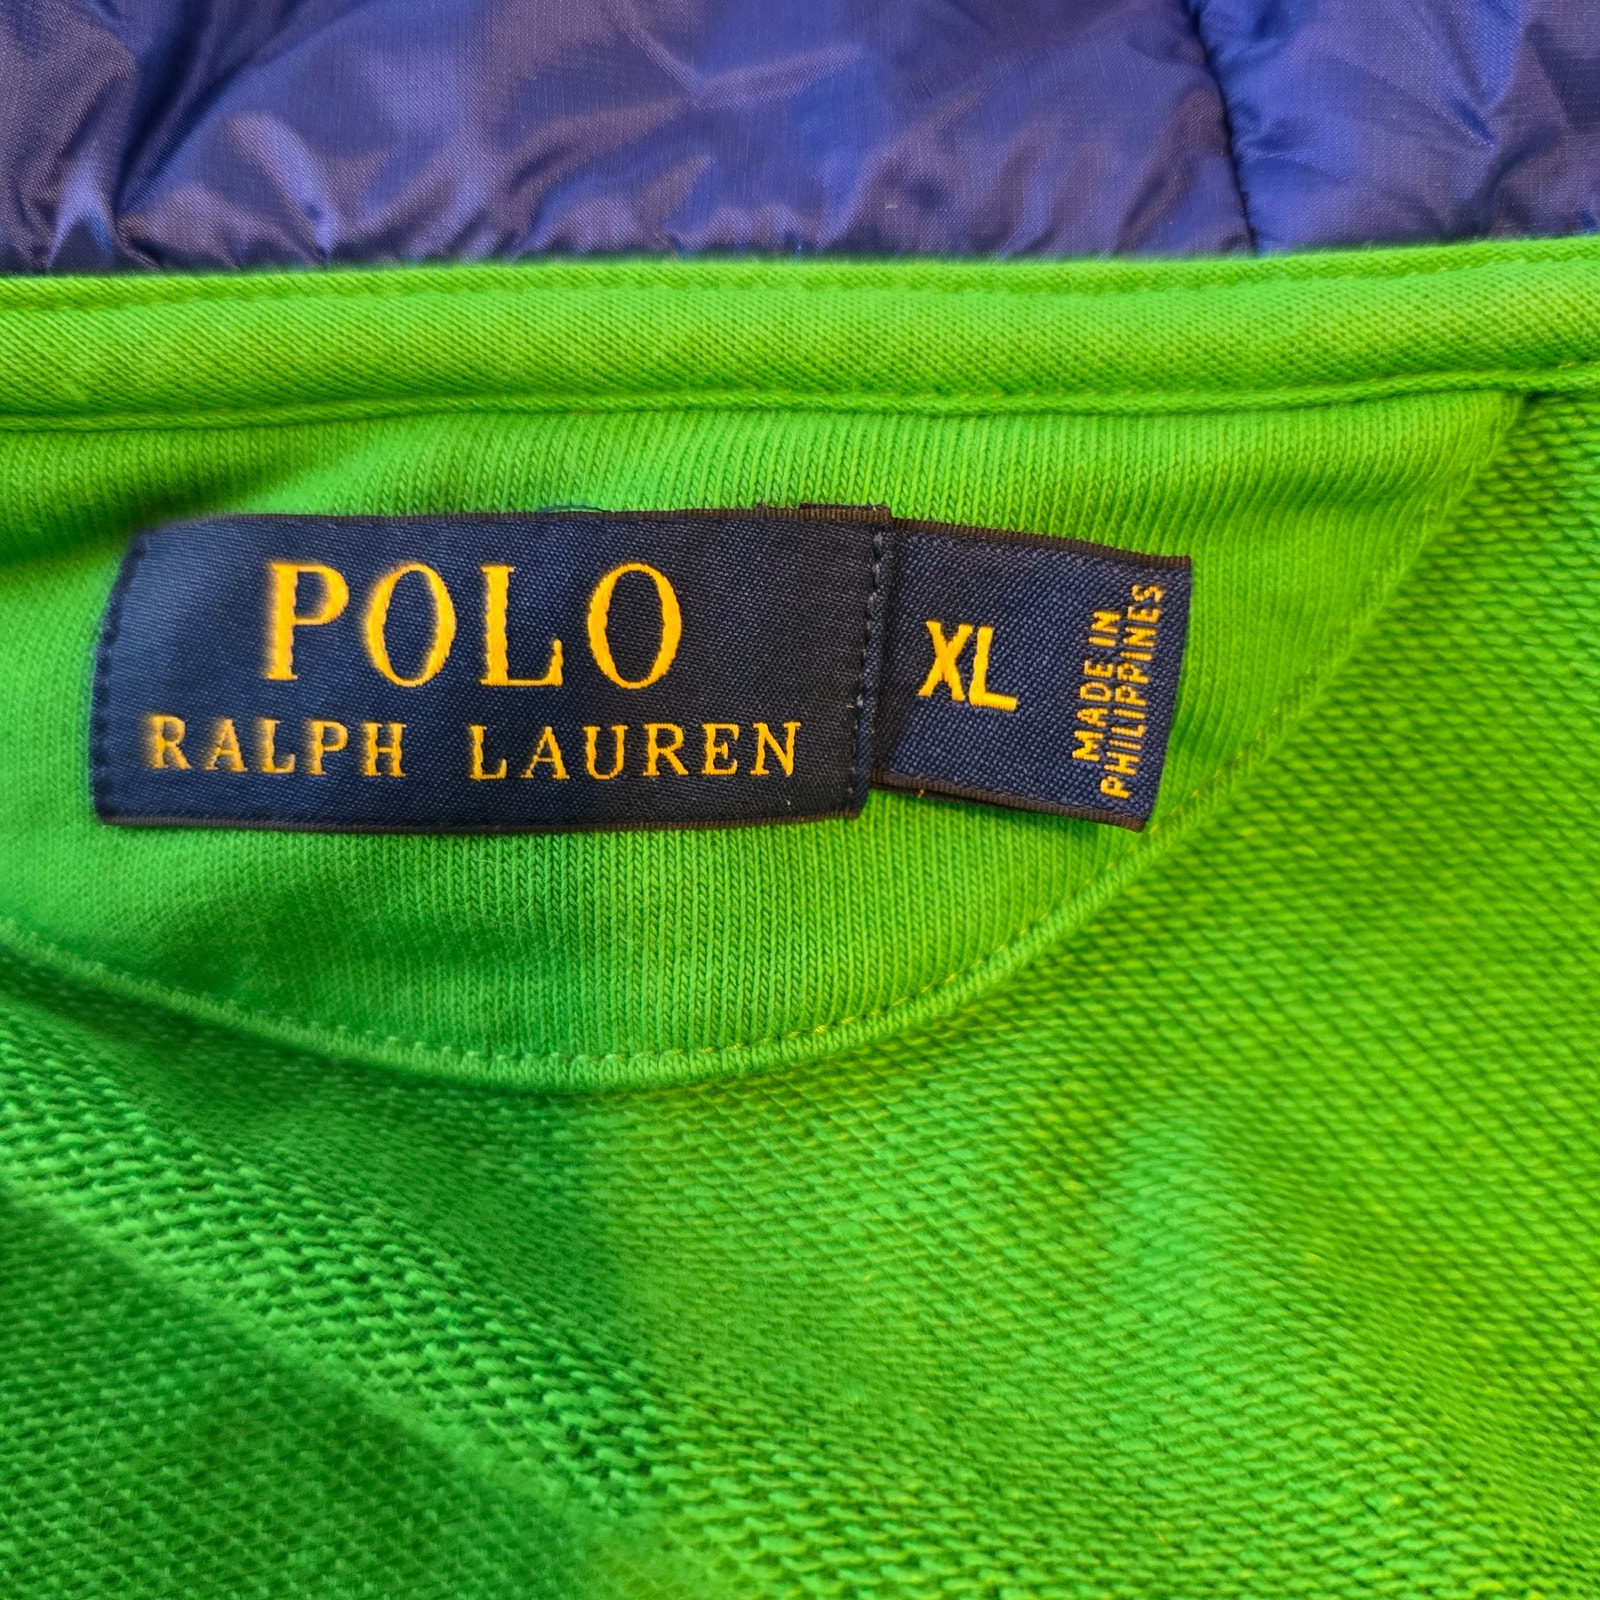 POLO
RALPH LAUREN
XL
MADE IN
PHILIPPINES